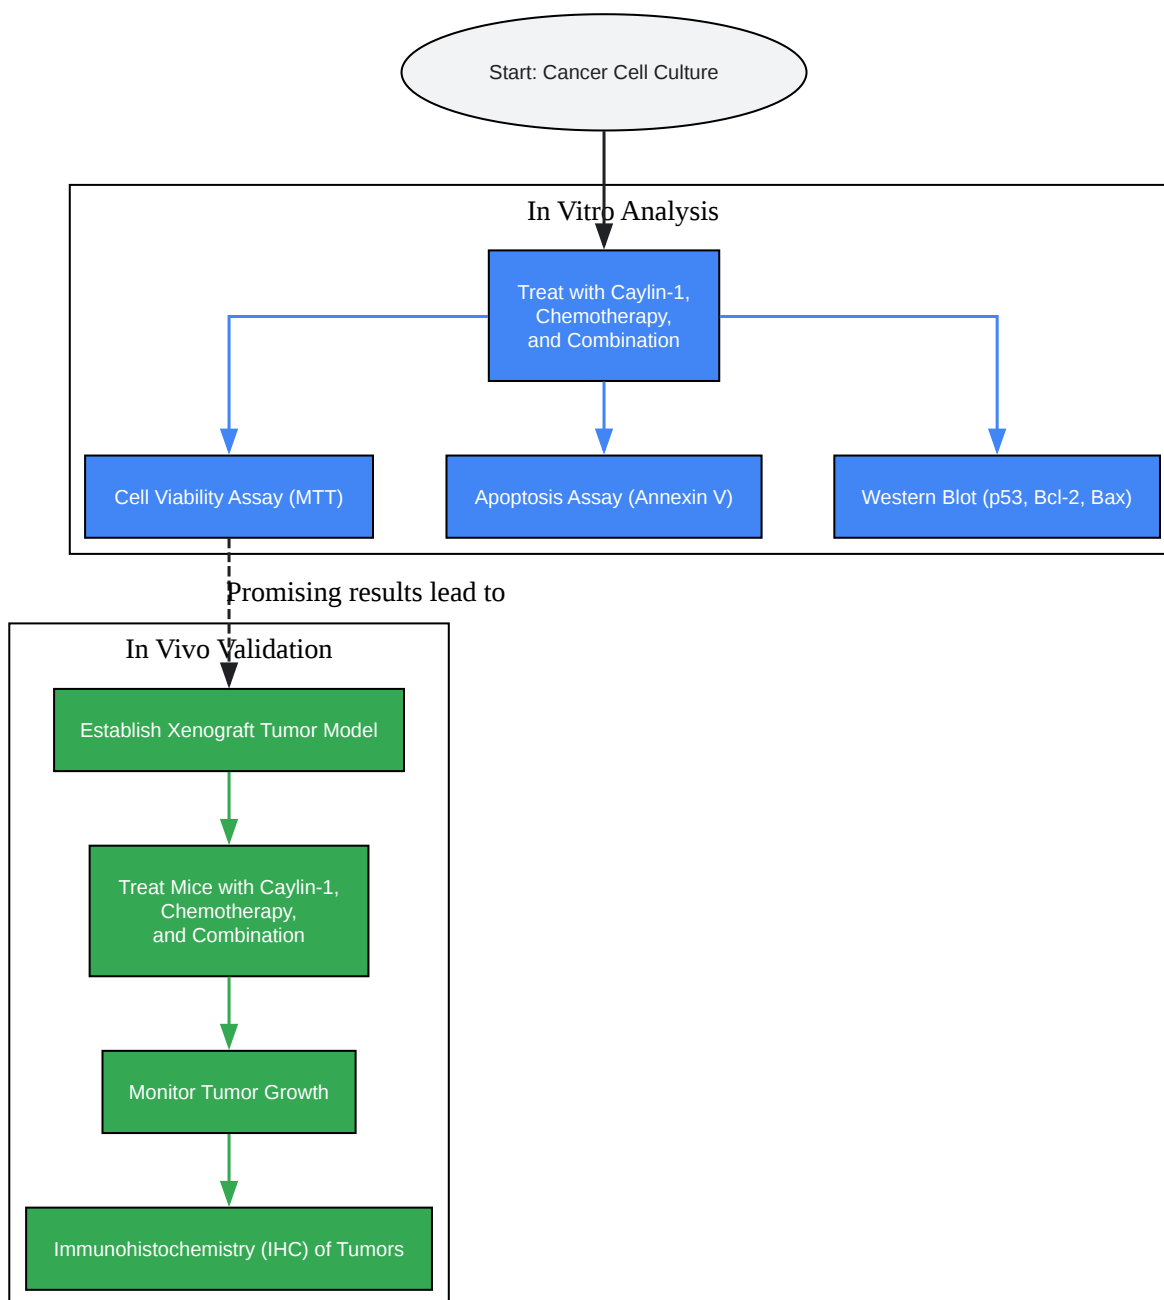 Start: Cancer Cell Culture
In Vitro Analysis
Treat with Caylin-1,
Chemotherapy,
and Combination
Cell Viability Assay (MTT)
Apoptosis Assay (Annexin V)
Western Blot (p53, Bcl-2, Bax)
Promising results lead to
In Vivo Validation
Establish Xenograft Tumor Model
Treat Mice with Caylin-1,
Chemotherapy,
and Combination
Monitor Tumor Growth
Immunohistochemistry (IHC) of Tumors